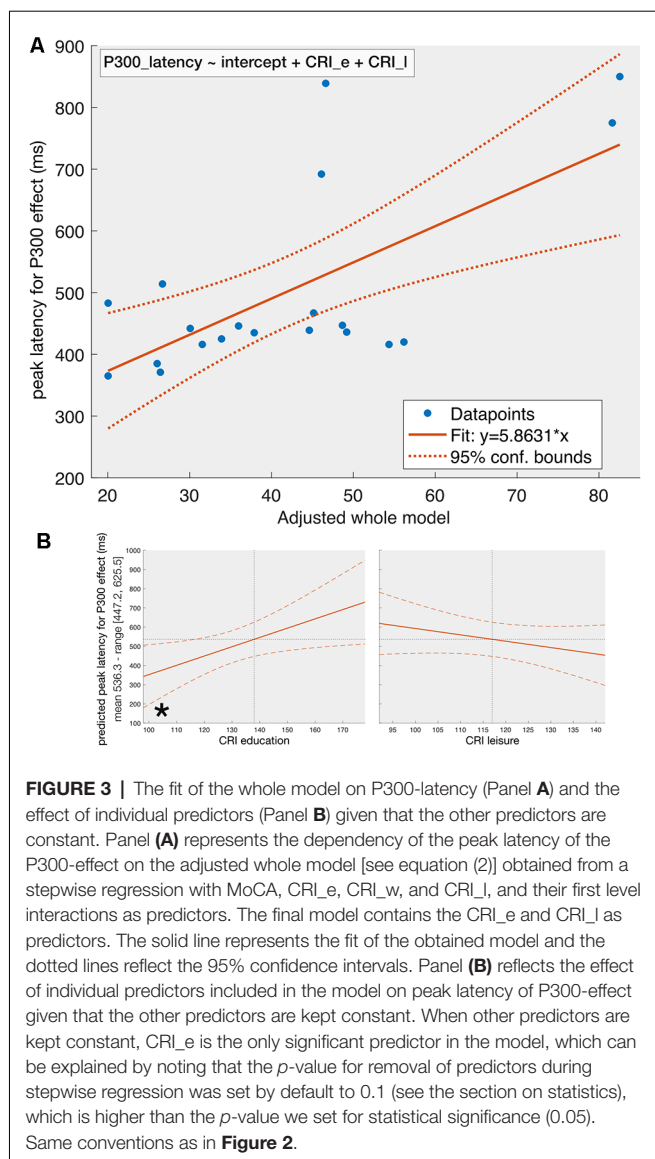 A
P300_latency ~ intercept + CRI_e + CRI_l
peak latency for P300 effect (ms)
900
800
700
600
500
400
300
200
Datapoints
Fit: y=5.8631*x
95% conf. bounds
20 30 40 50 60 70 80
Adjusted whole model
B
predicted peak latency for P300 effect (ms)
mean 536.3 - range [447.2, 625.5]
1000
900
800
700
600
500
400
300
200
100
*
100 110 120 130 140 150 160 170
CRI education
95 100 105 110 115 120 125 130 135 140
CRI leisure
FIGURE 3 | The fit of the whole model on P300-latency (Panel A) and the
effect of individual predictors (Panel B) given that the other predictors are
constant. Panel (A) represents the dependency of the peak latency of the
P300-effect on the adjusted whole model [see equation (2)] obtained from a
stepwise regression with MoCA, CRI_e, CRI_w, and CRI_l, and their first level
interactions as predictors. The final model contains the CRI_e and CRI_l as
predictors. The solid line represents the fit of the obtained model and the
dotted lines reflect the 95% confidence intervals. Panel (B) reflects the effect
of individual predictors included in the model on peak latency of P300-effect
given that the other predictors are kept constant. When other predictors are
kept constant, CRI_e is the only significant predictor in the model, which can
be explained by noting that the p-value for removal of predictors during
stepwise regression was set by default to 0.1 (see the section on statistics),
which is higher than the p-value we set for statistical significance (0.05).
Same conventions as in Figure 2.